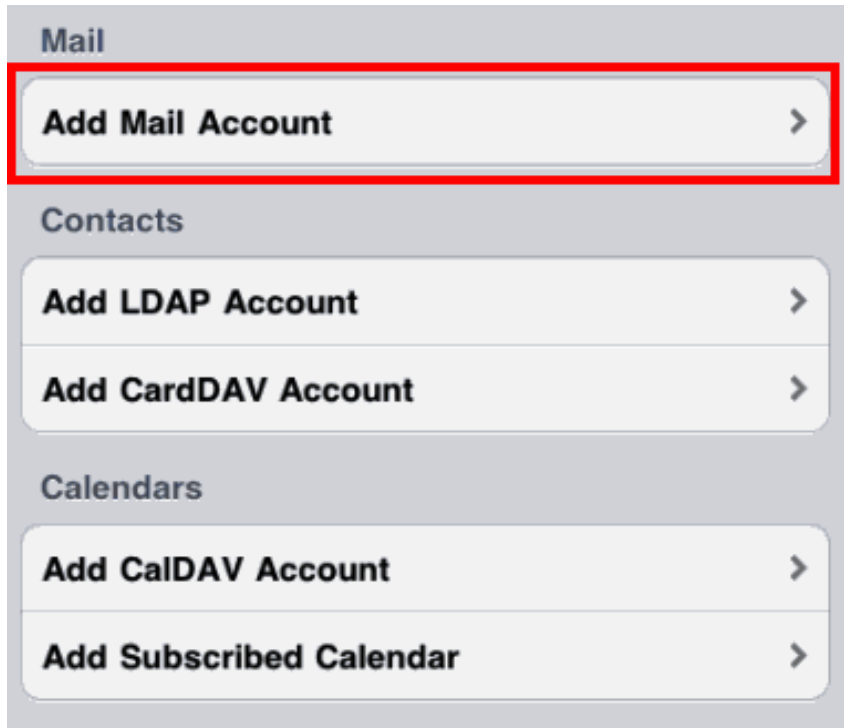 Mail
Add Mail Account
Contacts
Add LDAP Account
Add CardDAV Account
Calendars
Add CalDAV Account
Add Subscribed Calendar